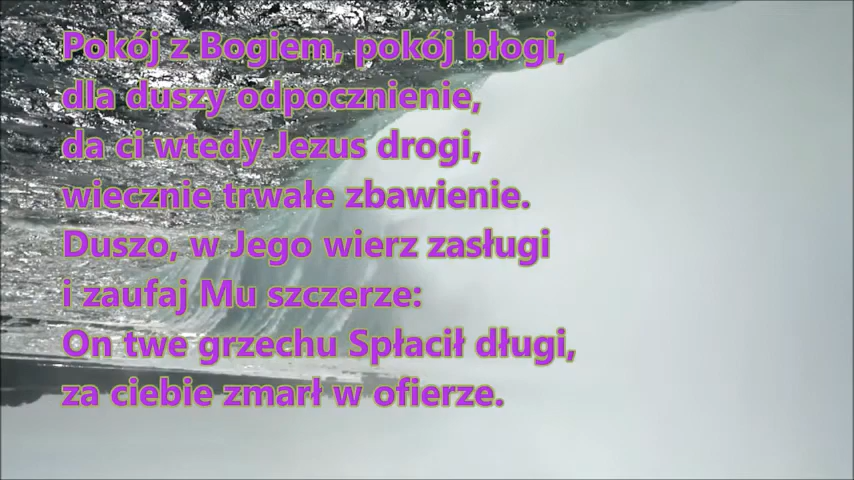 Pokój z Bogiem, pokój błogi,
dla duszy odpocznienie,
da ci wtedy Jezus drogi,
wiecznie trwałe zbawienie.
Duszo, w Jego wierz zasługi
i zaufaj Mu szczerze:
On twe grzechu Spłacił długi,
za ciebie zmarł w ofierze.